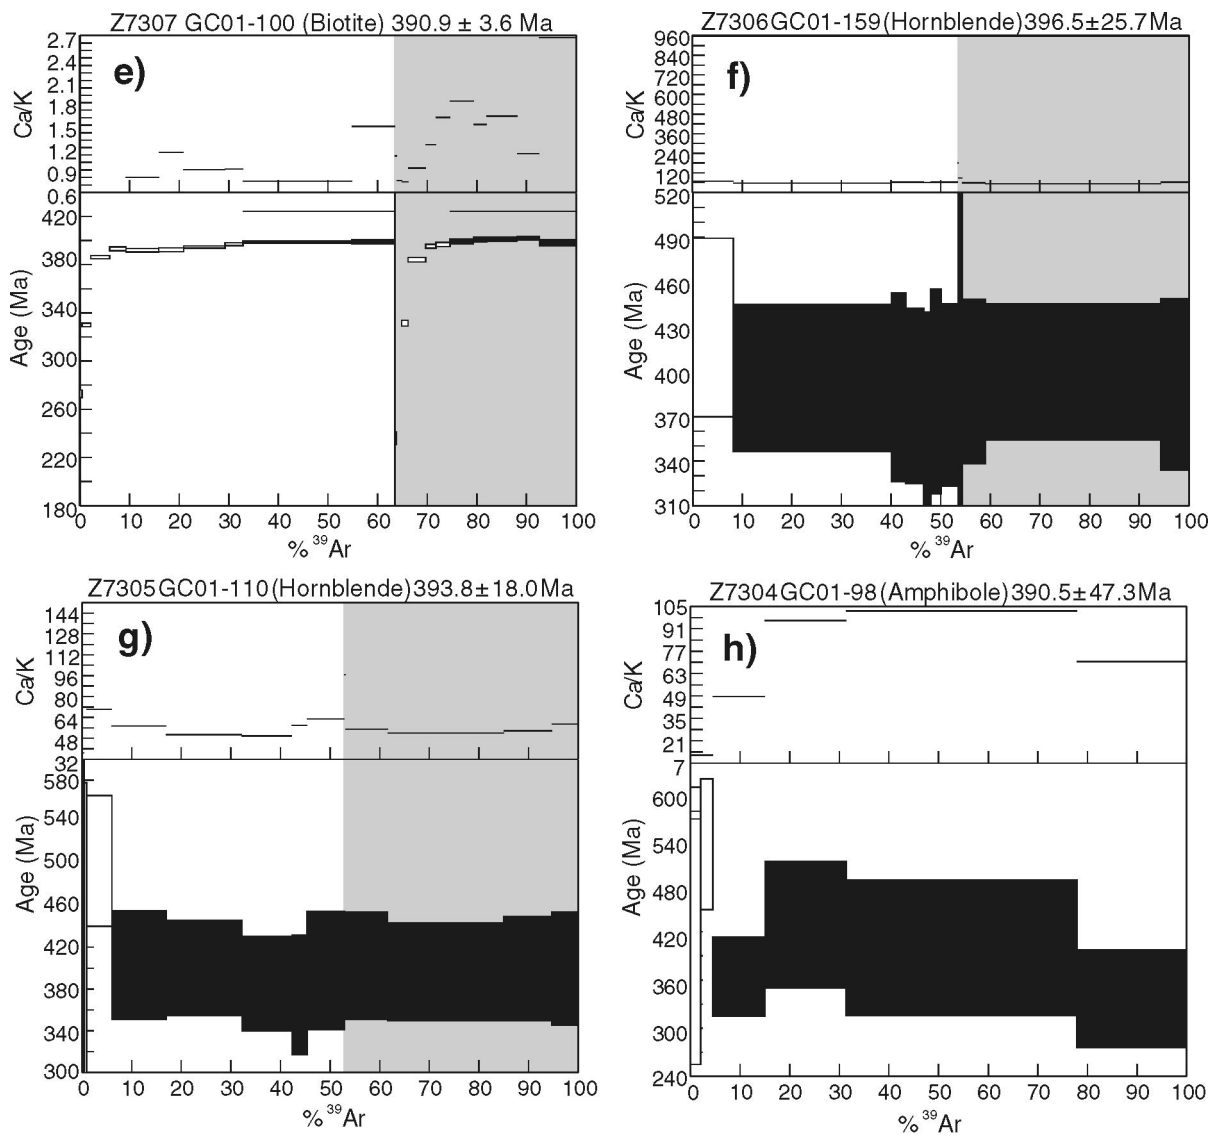 Z7307 GC01-100 (Biotite) 390.9 ± 3.6 Ma
e)
Ca/K
2.7
2.4
2.1
1.8
1.5
1.2
0.9
0.6
Age (Ma)
420
380
340
300
260
220
180
0 10 20 30 40 50 60 70 80 90 100
% ³⁹Ar
Z7306GC01-159(Hornblende)396.5±25.7Ma
f)
Ca/K
960
840
720
600
480
360
240
120
Age (Ma)
520
490
460
430
400
370
340
310
0 10 20 30 40 50 60 70 80 90 100
% ³⁹Ar
Z7305GC01-110(Hornblende)393.8±18.0Ma
g)
Ca/K
144
128
112
96
80
64
48
32
Age (Ma)
580
540
500
460
420
380
340
300
0 10 20 30 40 50 60 70 80 90 100
% ³⁹Ar
Z7304GC01-98(Amphibole)390.5±47.3Ma
h)
Ca/K
105
91
77
63
49
35
21
7
Age (Ma)
600
540
480
420
360
300
240
0 10 20 30 40 50 60 70 80 90 100
% ³⁹Ar